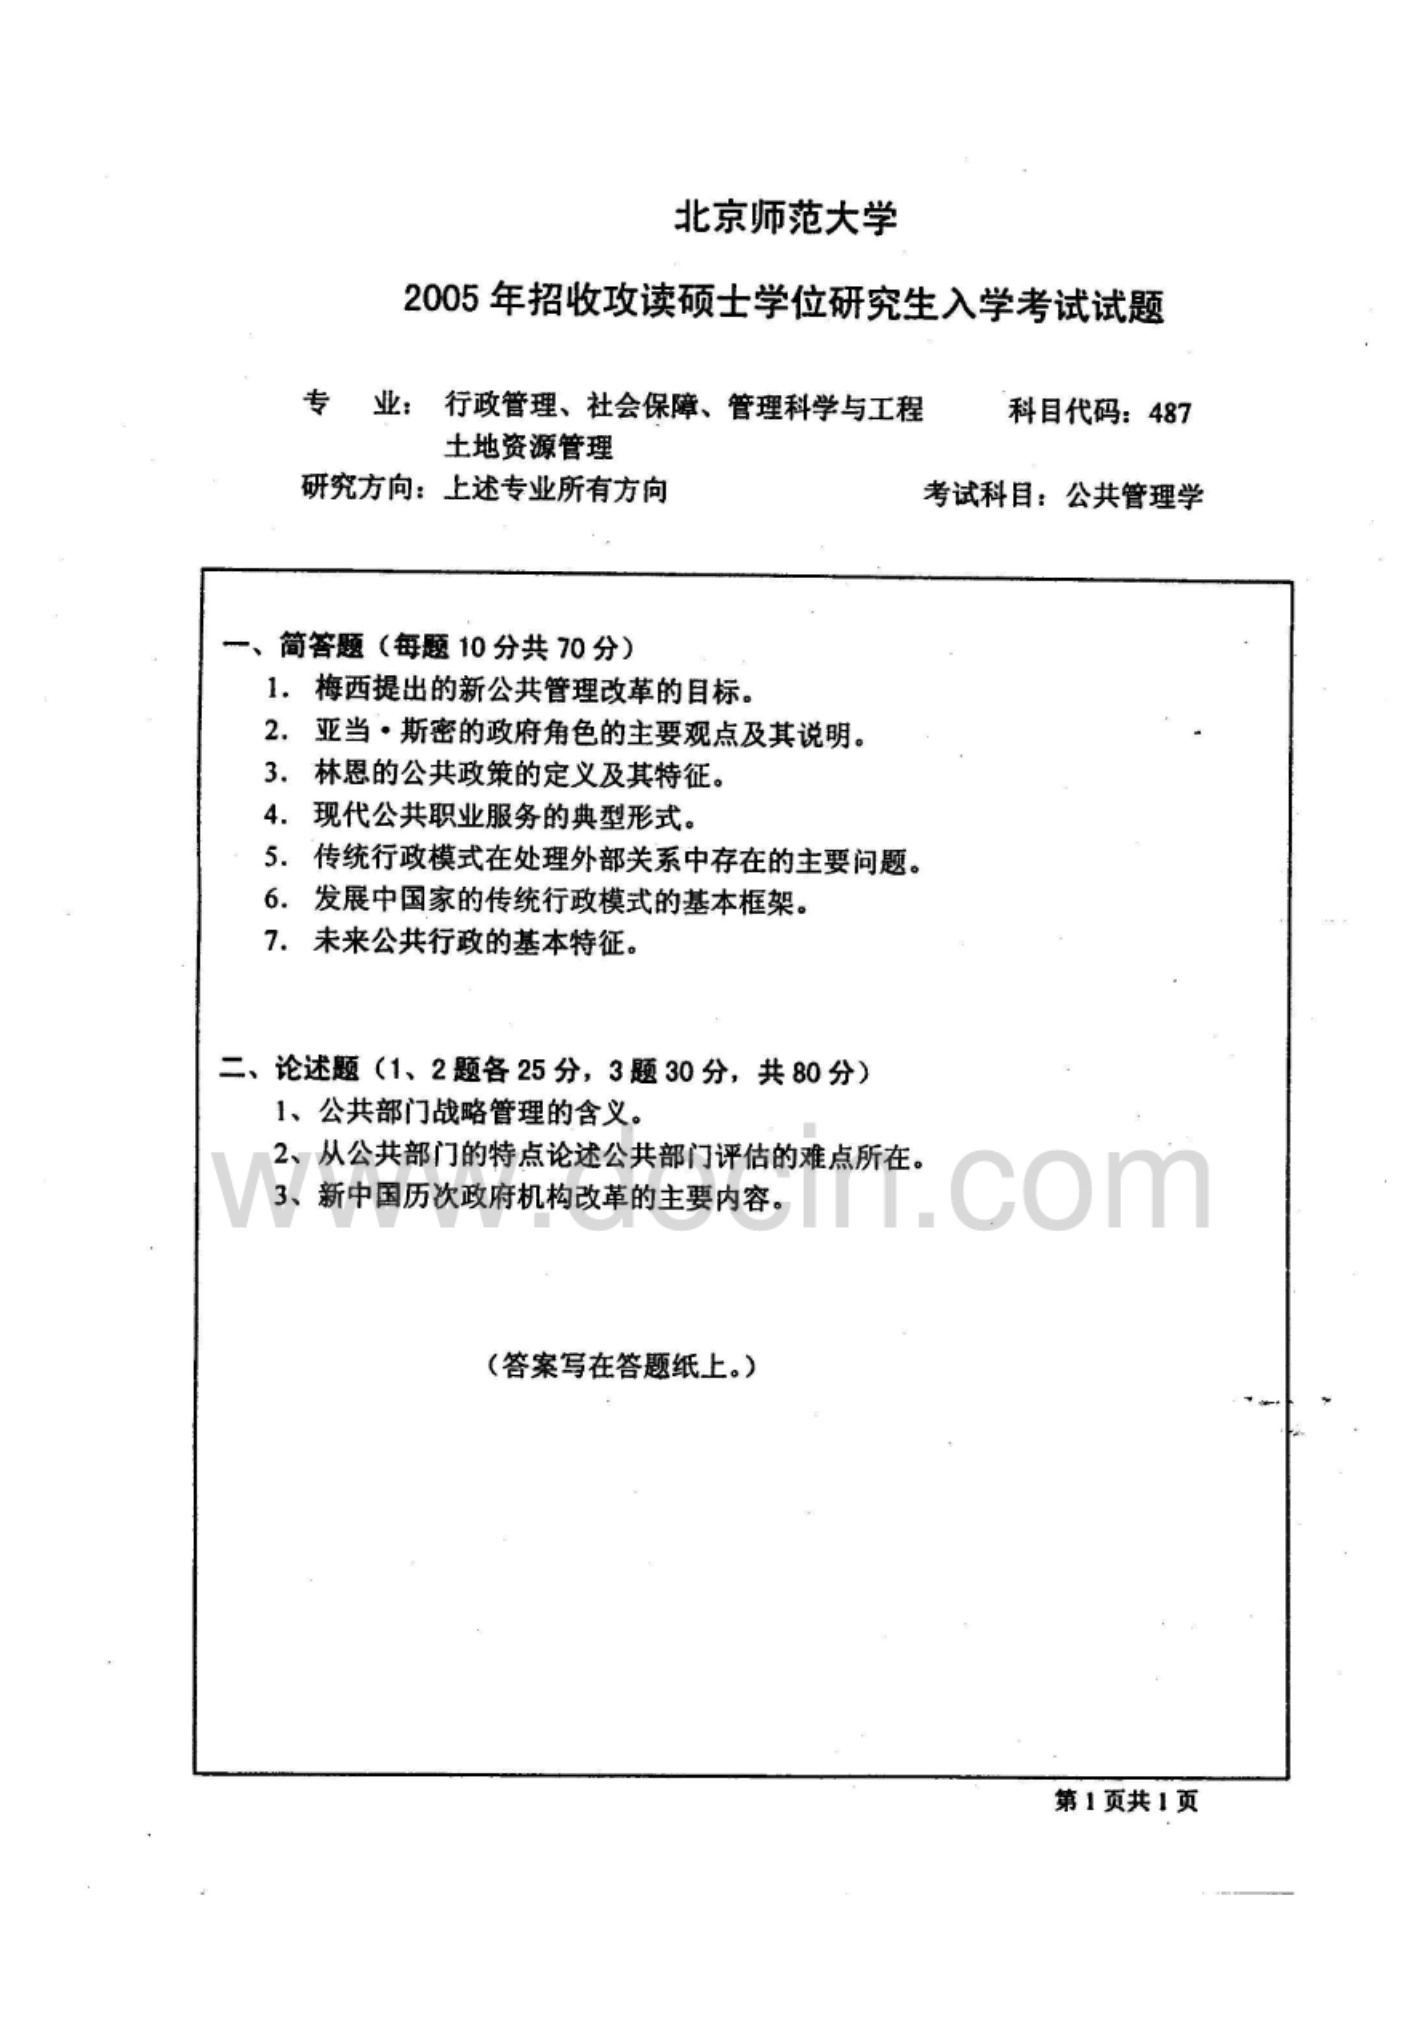 北京师范大学
2005 年招收攻读硕士学位研究生入学考试试题
专 业： 行政管理、社会保障、管理科学与工程 科目代码：487
土地资源管理
研究方向：上述专业所有方向 考试科目：公共管理学
一、简答题（每题 10 分共 70 分）
1. 梅西提出的新公共管理改革的目标。
2. 亚当·斯密的政府角色的主要观点及其说明。
3. 林恩的公共政策的定义及其特征。
4. 现代公共职业服务的典型形式。
5. 传统行政模式在处理外部关系中存在的主要问题。
6. 发展中国家的传统行政模式的基本框架。
7. 未来公共行政的基本特征。
二、论述题（1、2 题各 25 分，3 题 30 分，共 80 分）
1、公共部门战略管理的含义。
2、从公共部门的特点论述公共部门评估的难点所在。
3、新中国历次政府机构改革的主要内容。
www.docin.com
（答案写在答题纸上。）
第 1 页共 1 页